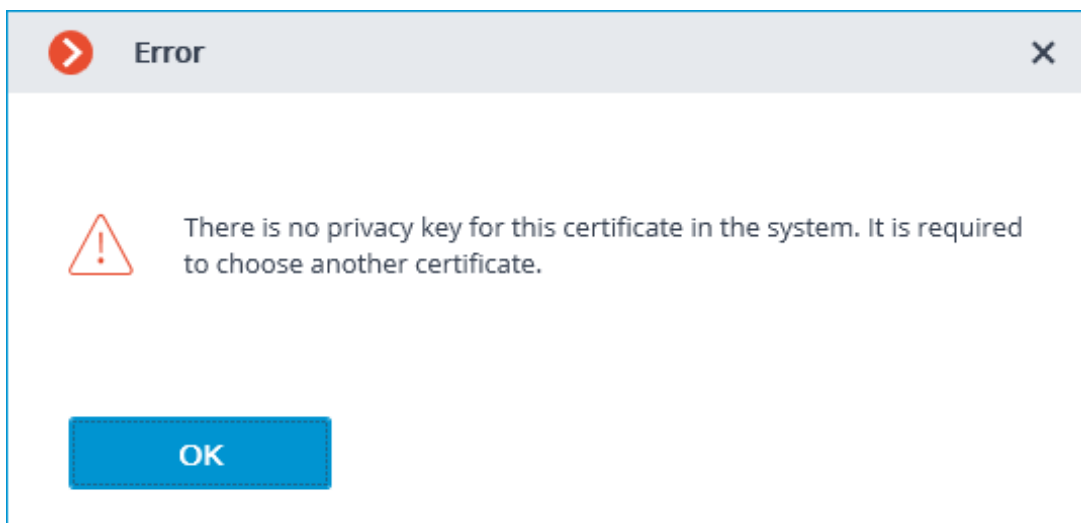 Error
There is no privacy key for this certificate in the system. It is required
to choose another certificate.
OK